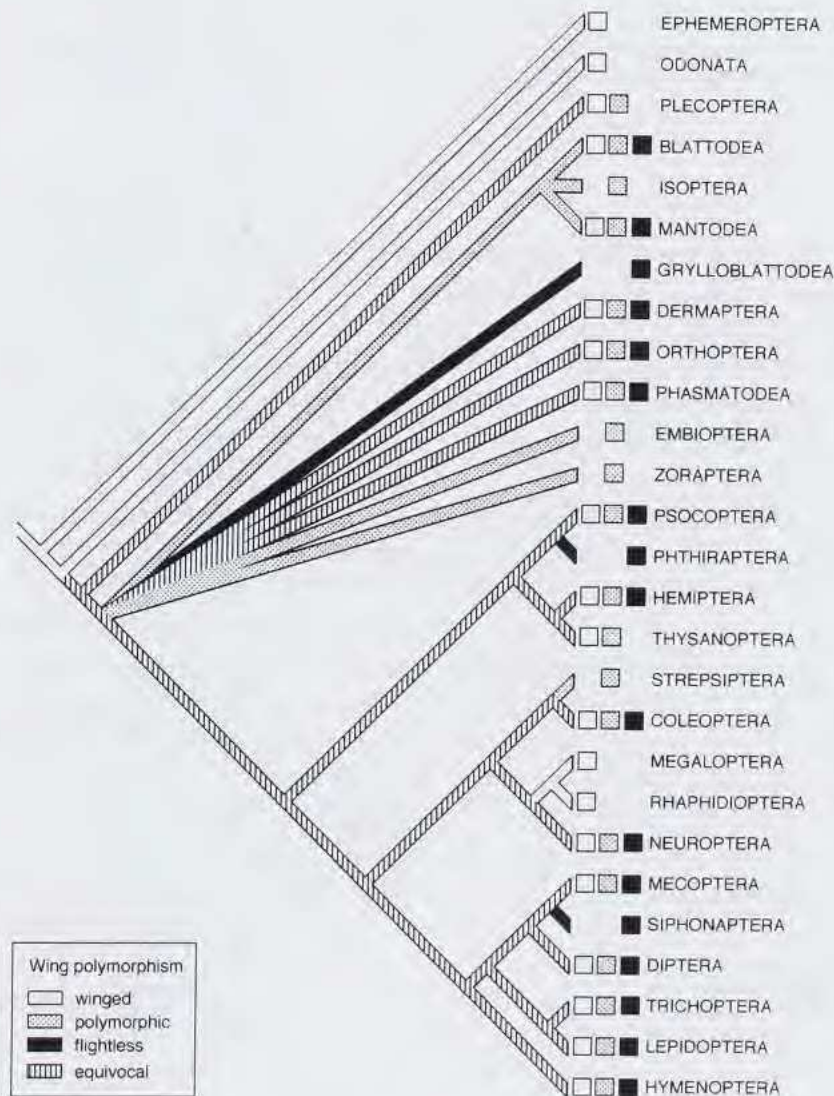 EPHEMEROPTERA
ODONATA
PLECOPTERA
BLATTODEA
ISOPTERA
MANTODEA
GRYLLOBLATTODEA
DERMAPTERA
ORTHOPTERA
PHASMATODEA
EMBIOPTERA
ZORAPTERA
PSOCOPTERA
PHTHIRAPTERA
HEMIPTERA
THYSANOPTERA
STREPSIPTERA
COLEOPTERA
MEGALOPTERA
RHAPHIDIOPTERA
NEUROPTERA
MECOPTERA
SIPHONAPTERA
DIPTERA
TRICHOPTERA
LEPIDOPTERA
HYMENOPTERA
Wing polymorphism
winged
polymorphic
flightless
equivocal